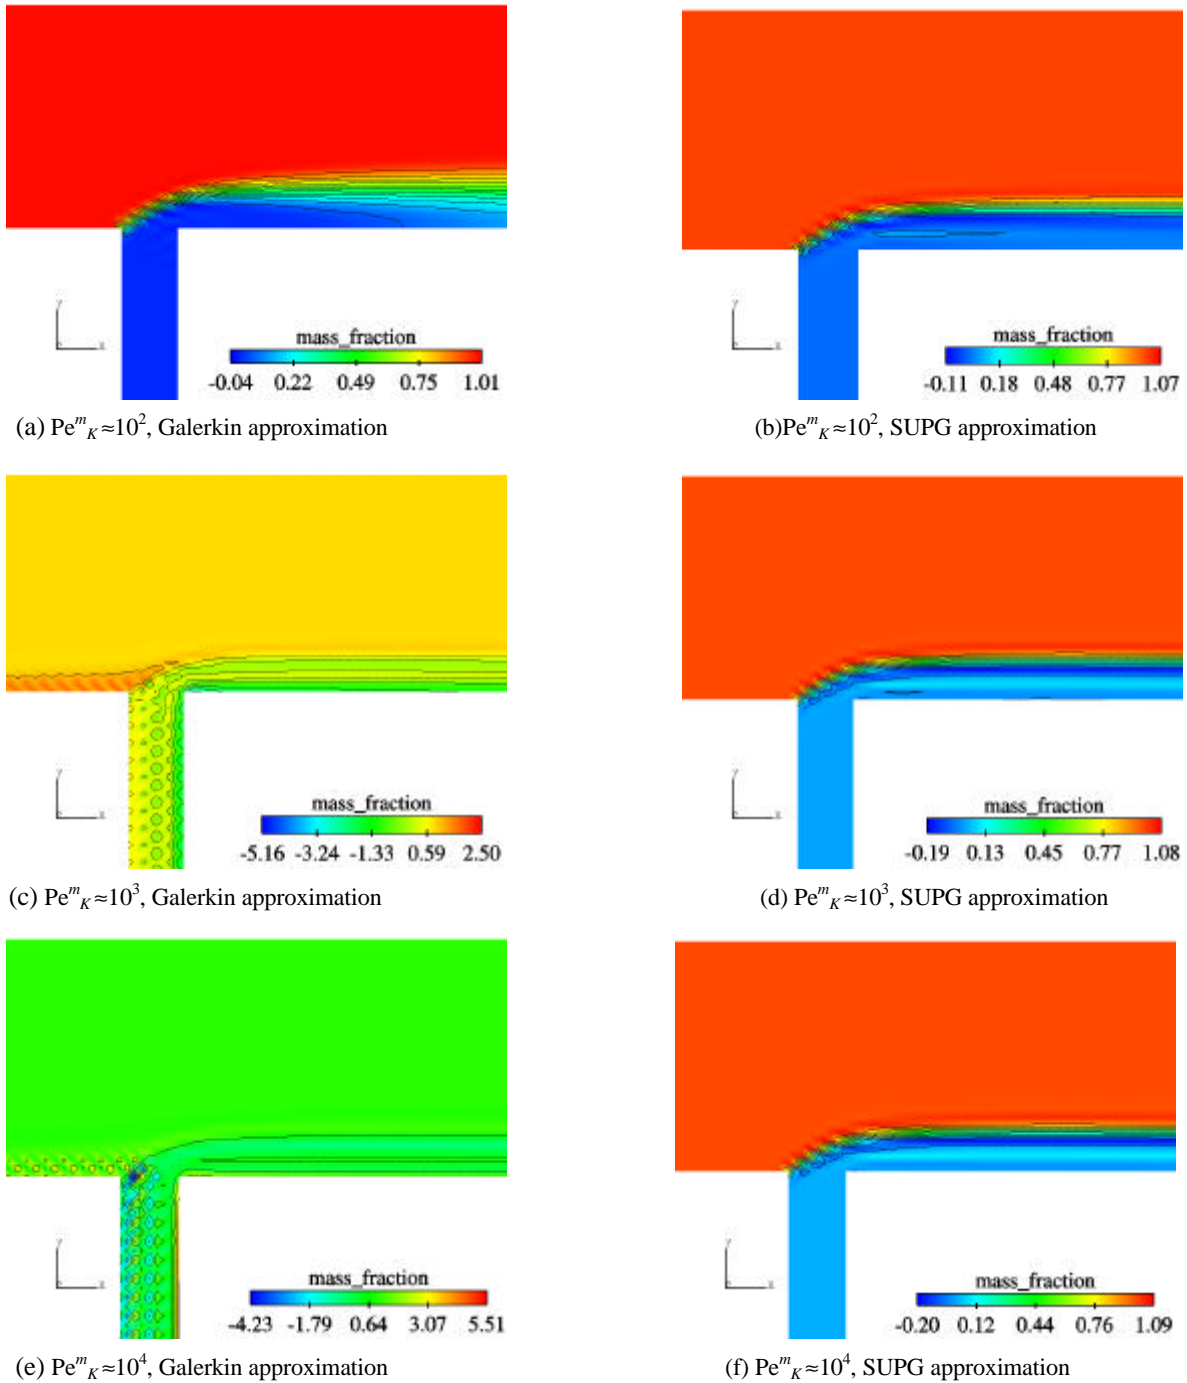 mass_fraction
-0.04 0.22 0.49 0.75 1.01
mass_fraction
-0.11 0.18 0.48 0.77 1.07
(a) Pe^m_K≈10^2, Galerkin approximation
(b)Pe^m_K≈10^2, SUPG approximation
mass_fraction
-5.16 -3.24 -1.33 0.59 2.50
mass_fraction
-0.19 0.13 0.45 0.77 1.08
(c) Pe^m_K≈10^3, Galerkin approximation
(d) Pe^m_K≈10^3, SUPG approximation
mass_fraction
-4.23 -1.79 0.64 3.07 5.51
mass_fraction
-0.20 0.12 0.44 0.76 1.09
(e) Pe^m_K≈10^4, Galerkin approximation
(f) Pe^m_K≈10^4, SUPG approximation